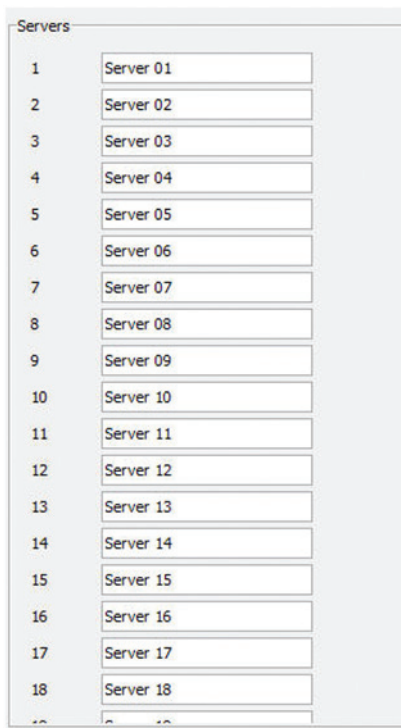 Servers
1 Server 01
2 Server 02
3 Server 03
4 Server 04
5 Server 05
6 Server 06
7 Server 07
8 Server 08
9 Server 09
10 Server 10
11 Server 11
12 Server 12
13 Server 13
14 Server 14
15 Server 15
16 Server 16
17 Server 17
18 Server 18